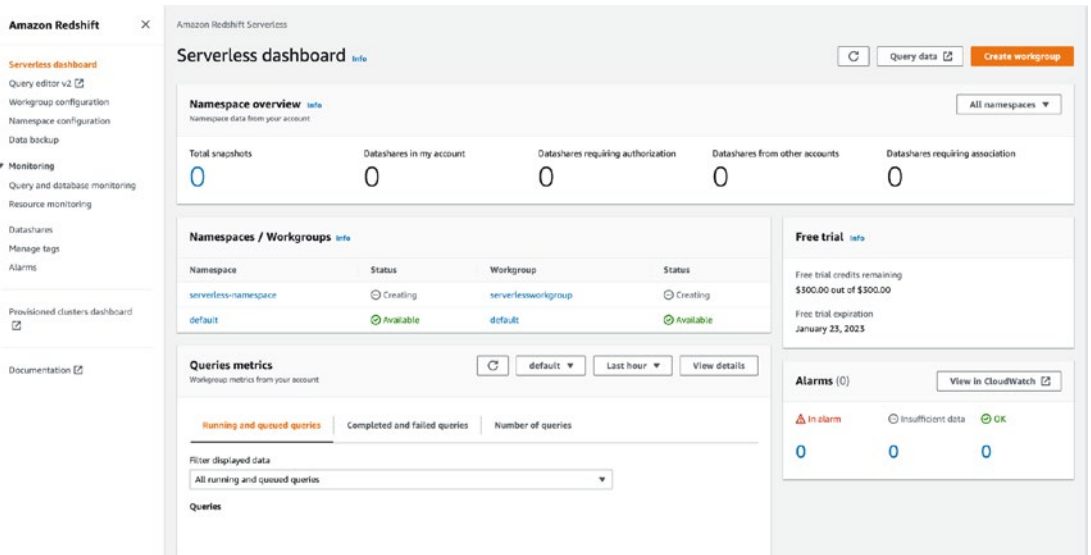 Amazon Redshift
Serverless dashboard
Query editor v2
Workgroup configuration
Namespace configuration
Data backup
Monitoring
Query and database monitoring
Resource monitoring
Datashares
Manage tags
Alarms
Provisioned clusters dashboard
Documentation
Amazon Redshift Serverless
Serverless dashboard Info
Query data
Create workgroup
Namespace overview Info
Namespace data from your account
All namespaces
Total snapshots Datashares in my account Datashares requiring authorization Datashares from other accounts Datashares requiring association
0 0 0 0 0
Namespaces / Workgroups Info
Namespace Status Workgroup Status
serverless-namespace Creating serverlessworkgroup Creating
default Available default Available
Free trial Info
Free trial credits remaining
$300.00 out of $300.00
Free trial expiration
January 23, 2023
Queries metrics
Workgroup metrics from your account
default Last hour View details
Running and queued queries Completed and failed queries Number of queries
Filter displayed data
All running and queued queries
Queries
Alarms (0) View in CloudWatch
In alarm Insufficient data OK
0 0 0